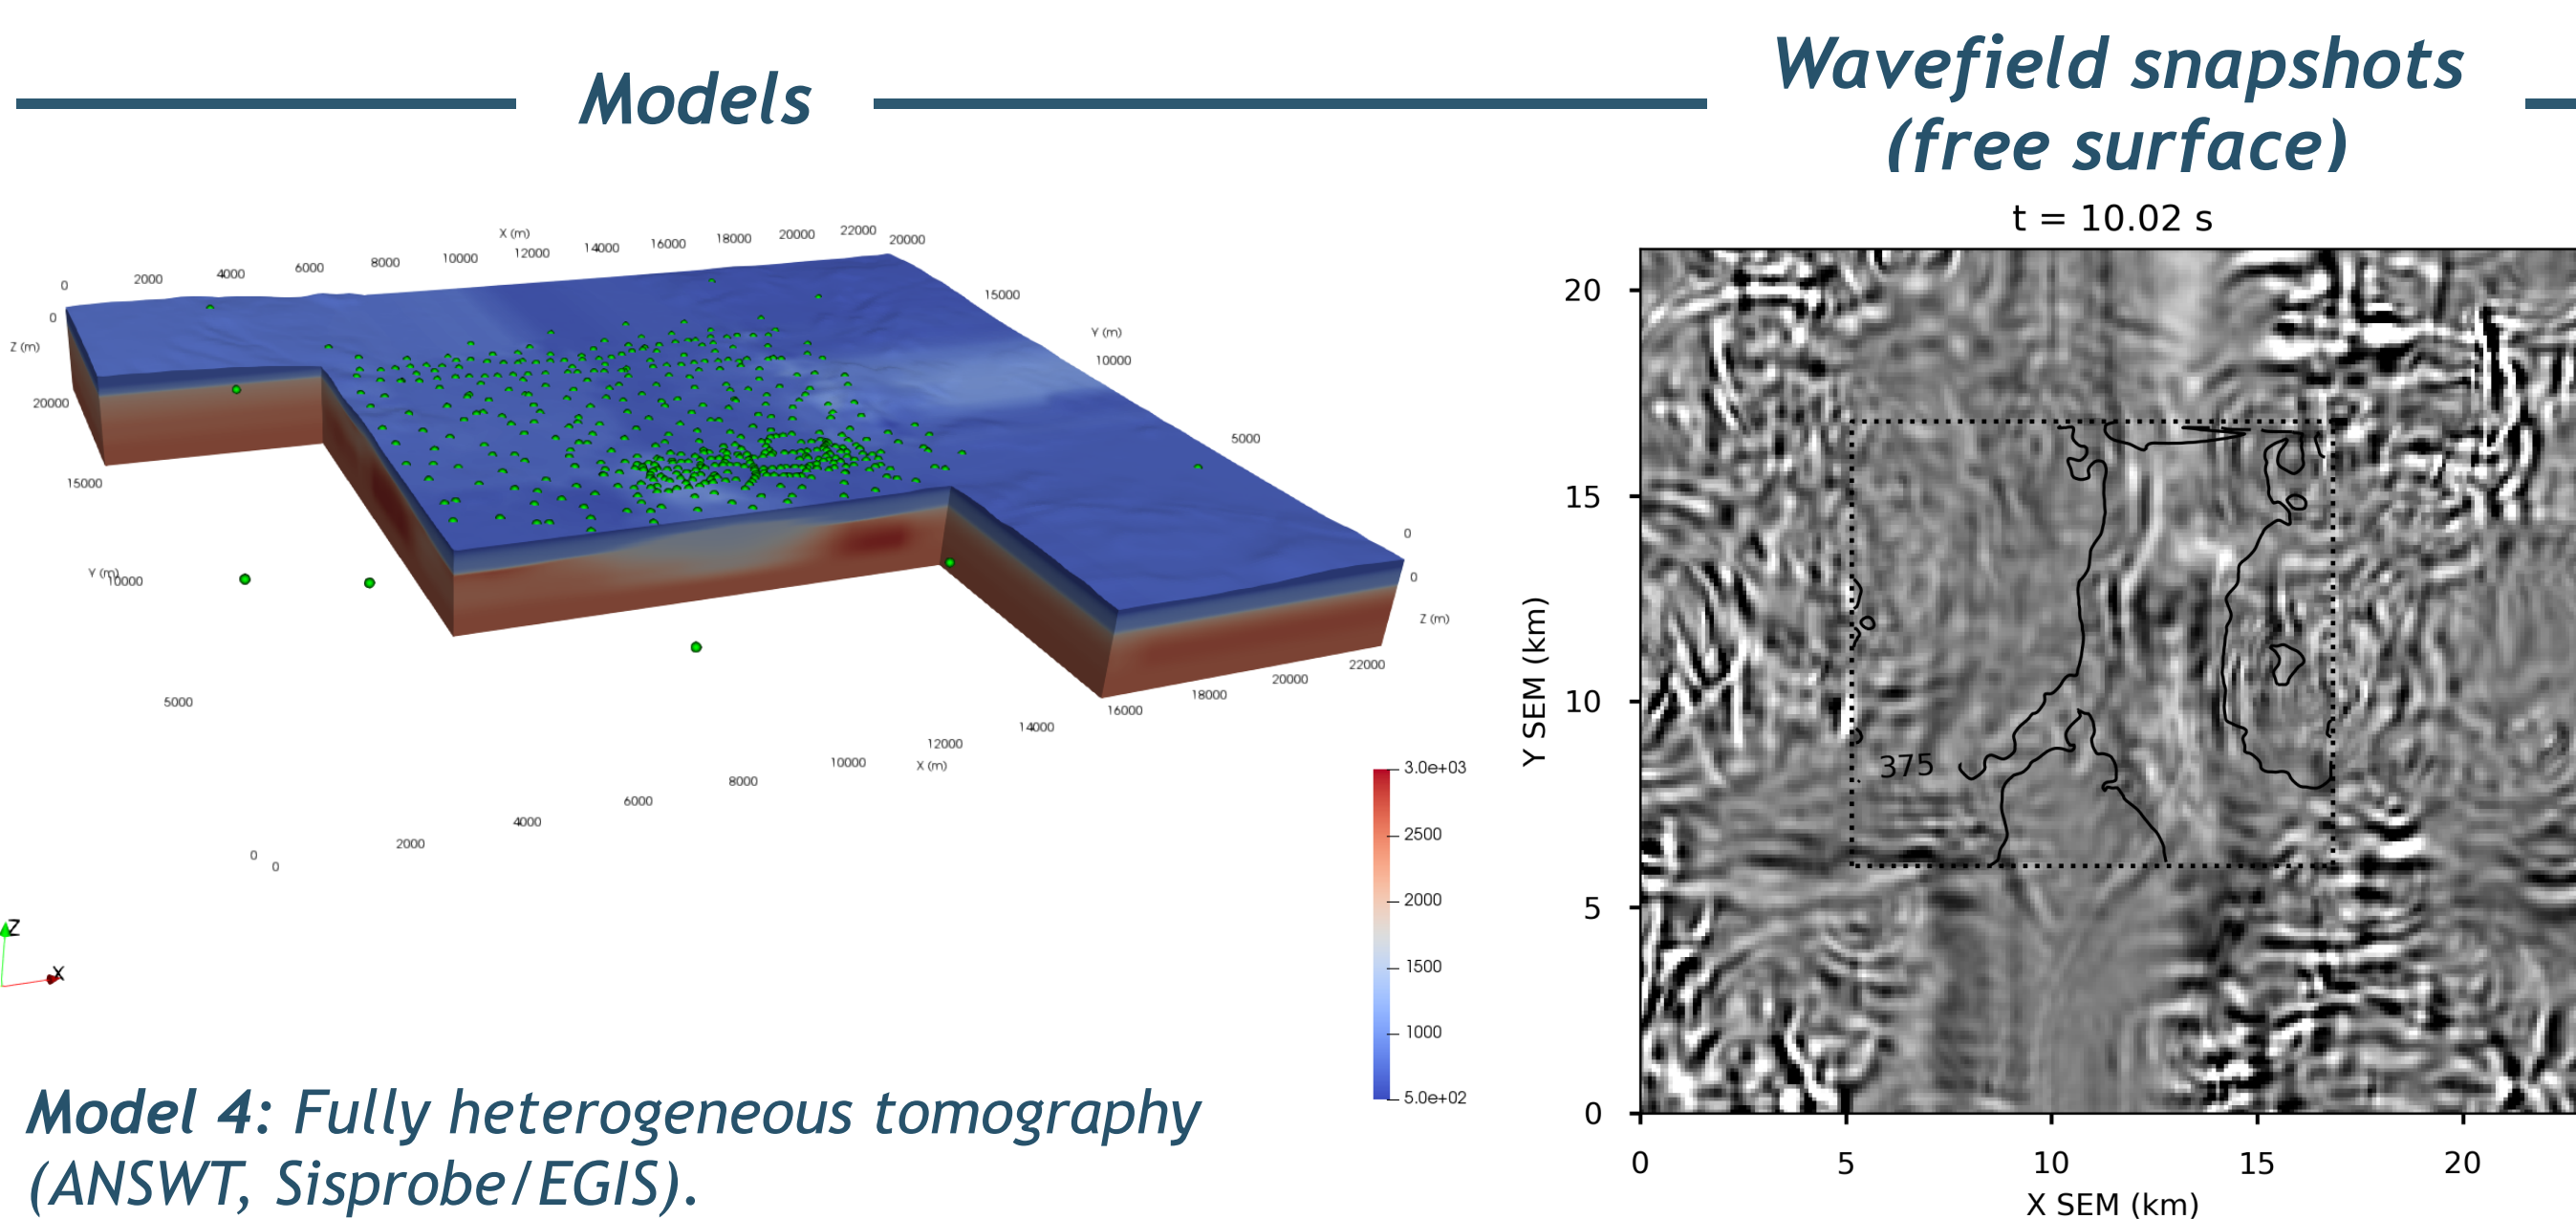 Models
Wavefield snapshots
(free surface)
t = 10.02 s
X (m)
0 2000 4000 6000 8000 10000 12000 14000 16000 18000 20000 22000
20000
15000
Y (m)
10000
5000
0
0
Z (m)
20000
15000
Y (m)
10000
5000
0
0
2000
4000
6000
8000
10000
X (m)
12000
14000
16000
18000
20000
22000
0
0
Z (m)
3.0e+03
2500
2000
1500
1000
5.0e+02
Z
X
20
15
10
5
0
Y SEM (km)
375
0 5 10 15 20
X SEM (km)
Model 4: Fully heterogeneous tomography
(ANSWT, Sisprobe/EGIS).